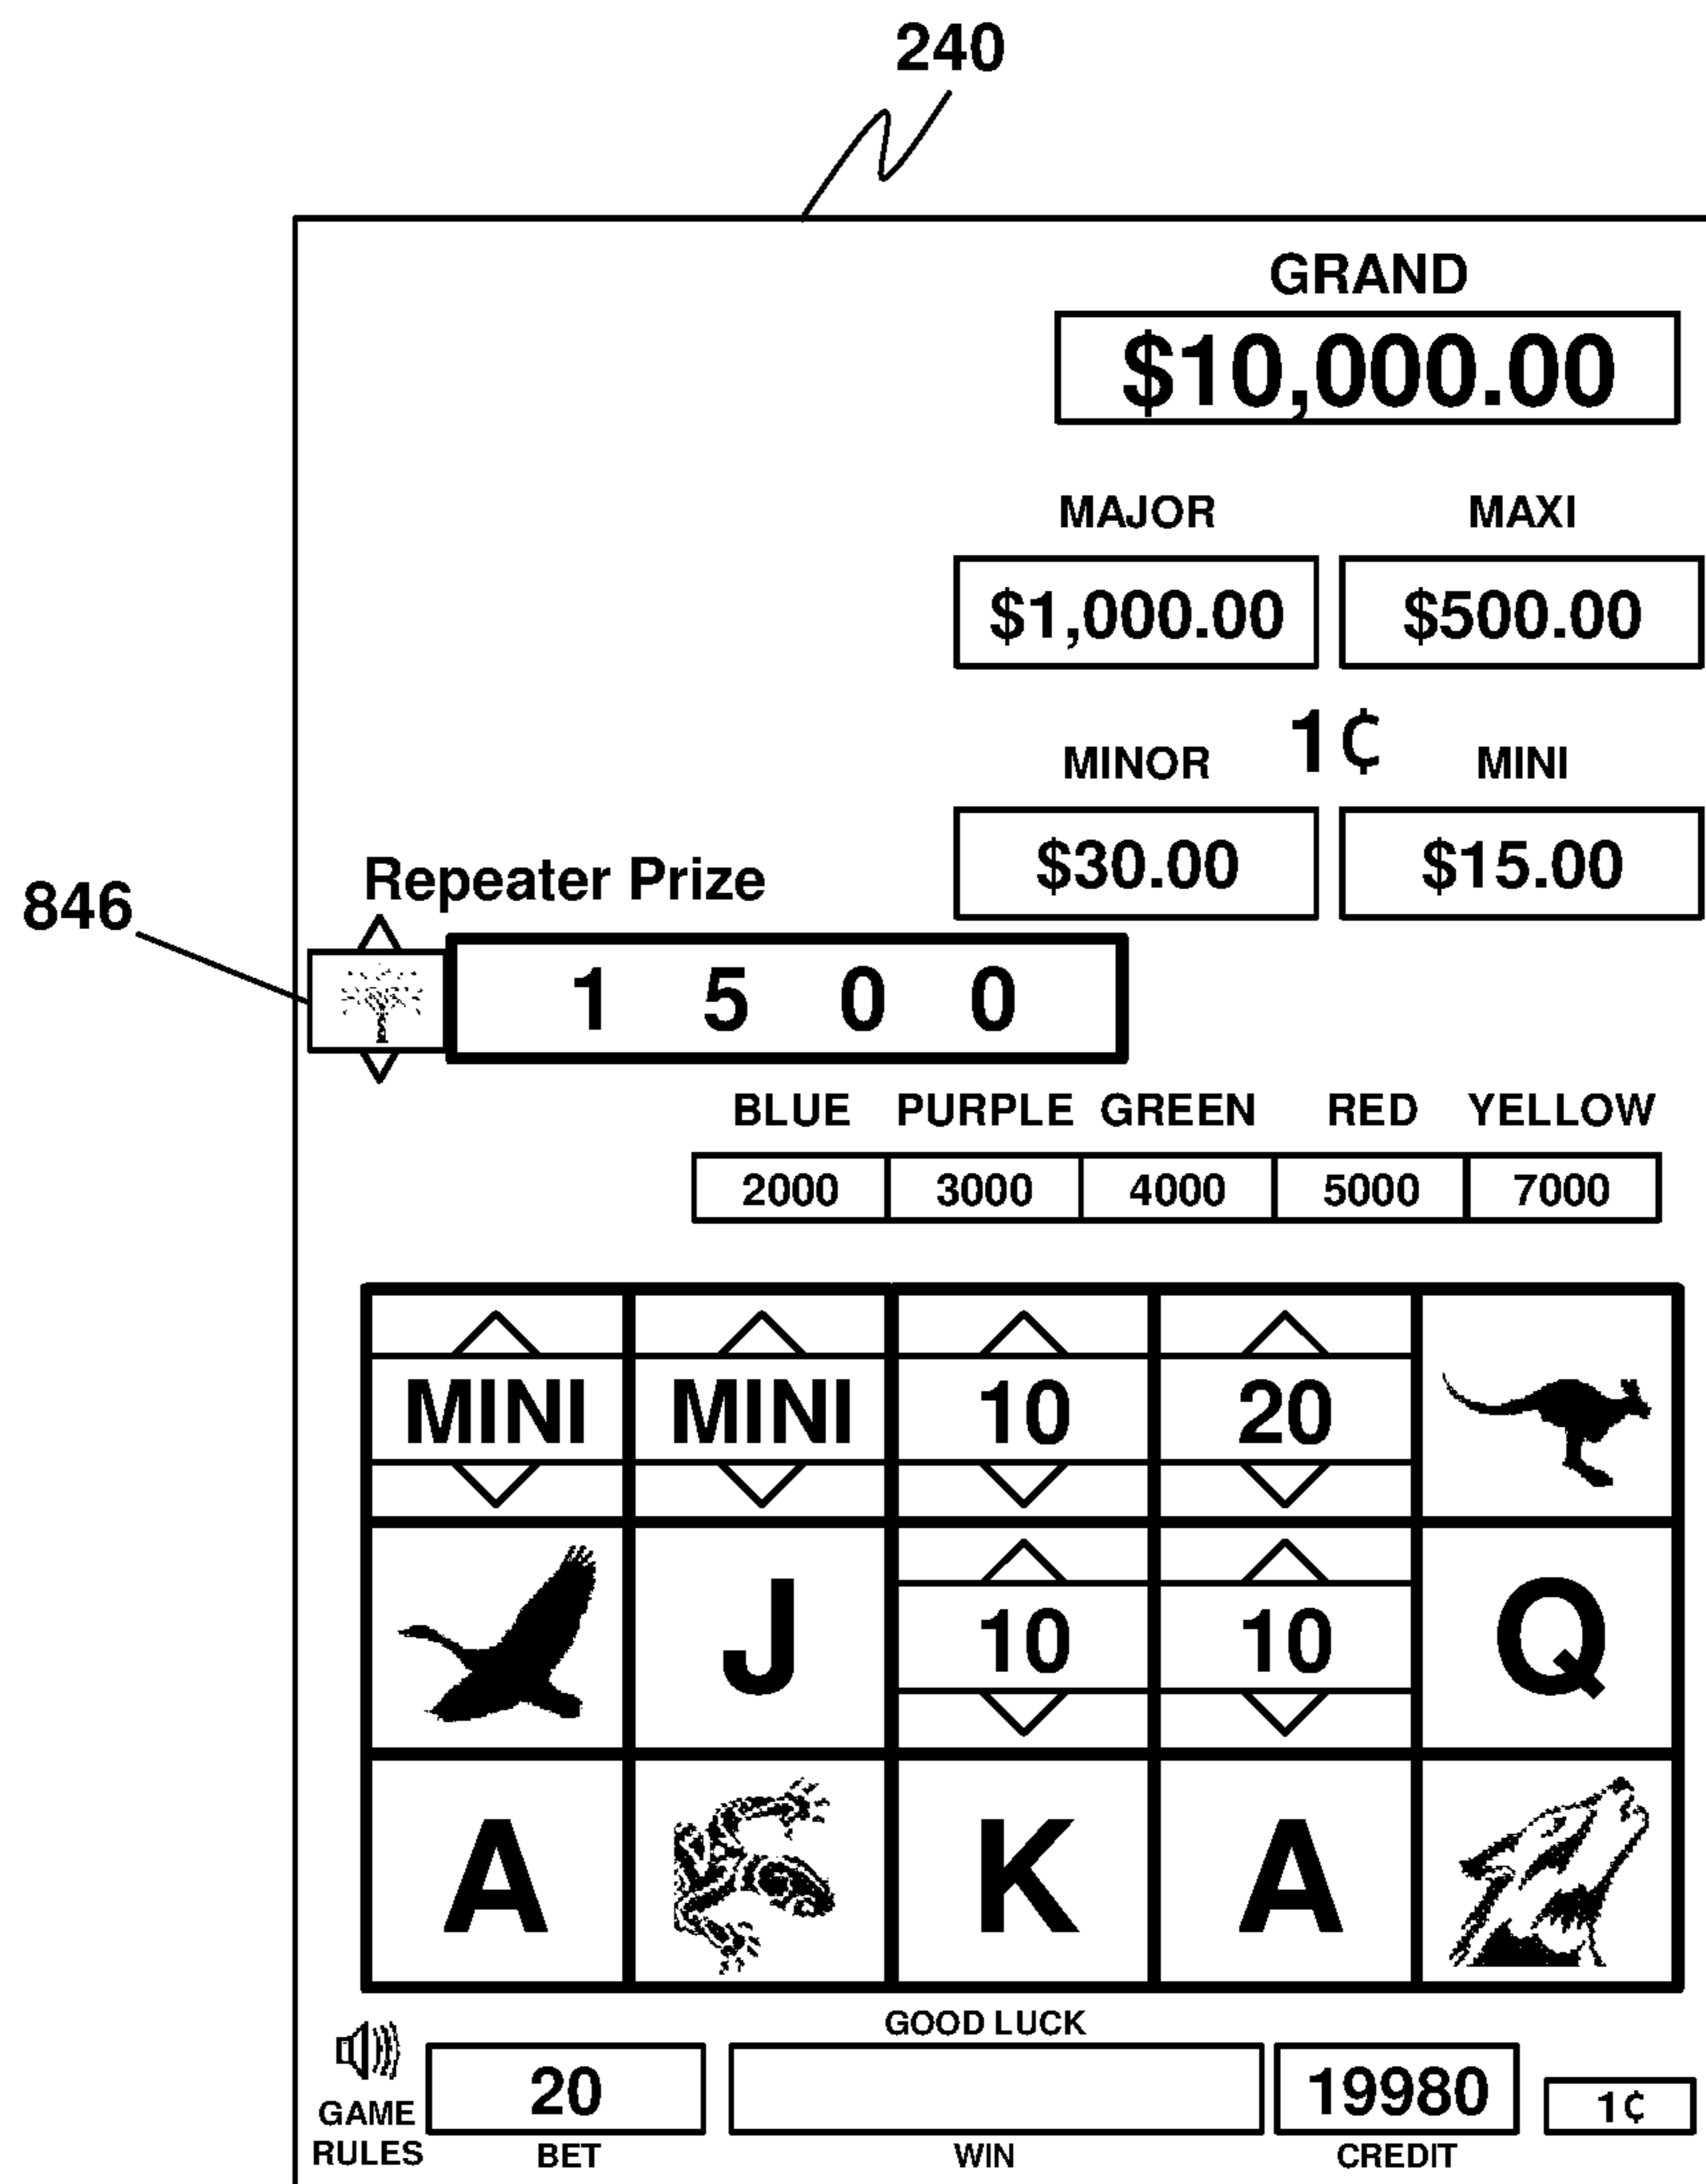 240
GRAND
$10,000.00
MAJOR MAXI
$1,000.00 $500.00
1¢
MINOR MINI
$30.00 $15.00
Repeater Prize
846
1 5 0 0
BLUE PURPLE GREEN RED YELLOW
2000 3000 4000 5000 7000
MINI MINI 10 20
J 10 10 Q
A K A
GOOD LUCK
20 19980 1¢
GAME
RULES BET WIN CREDIT